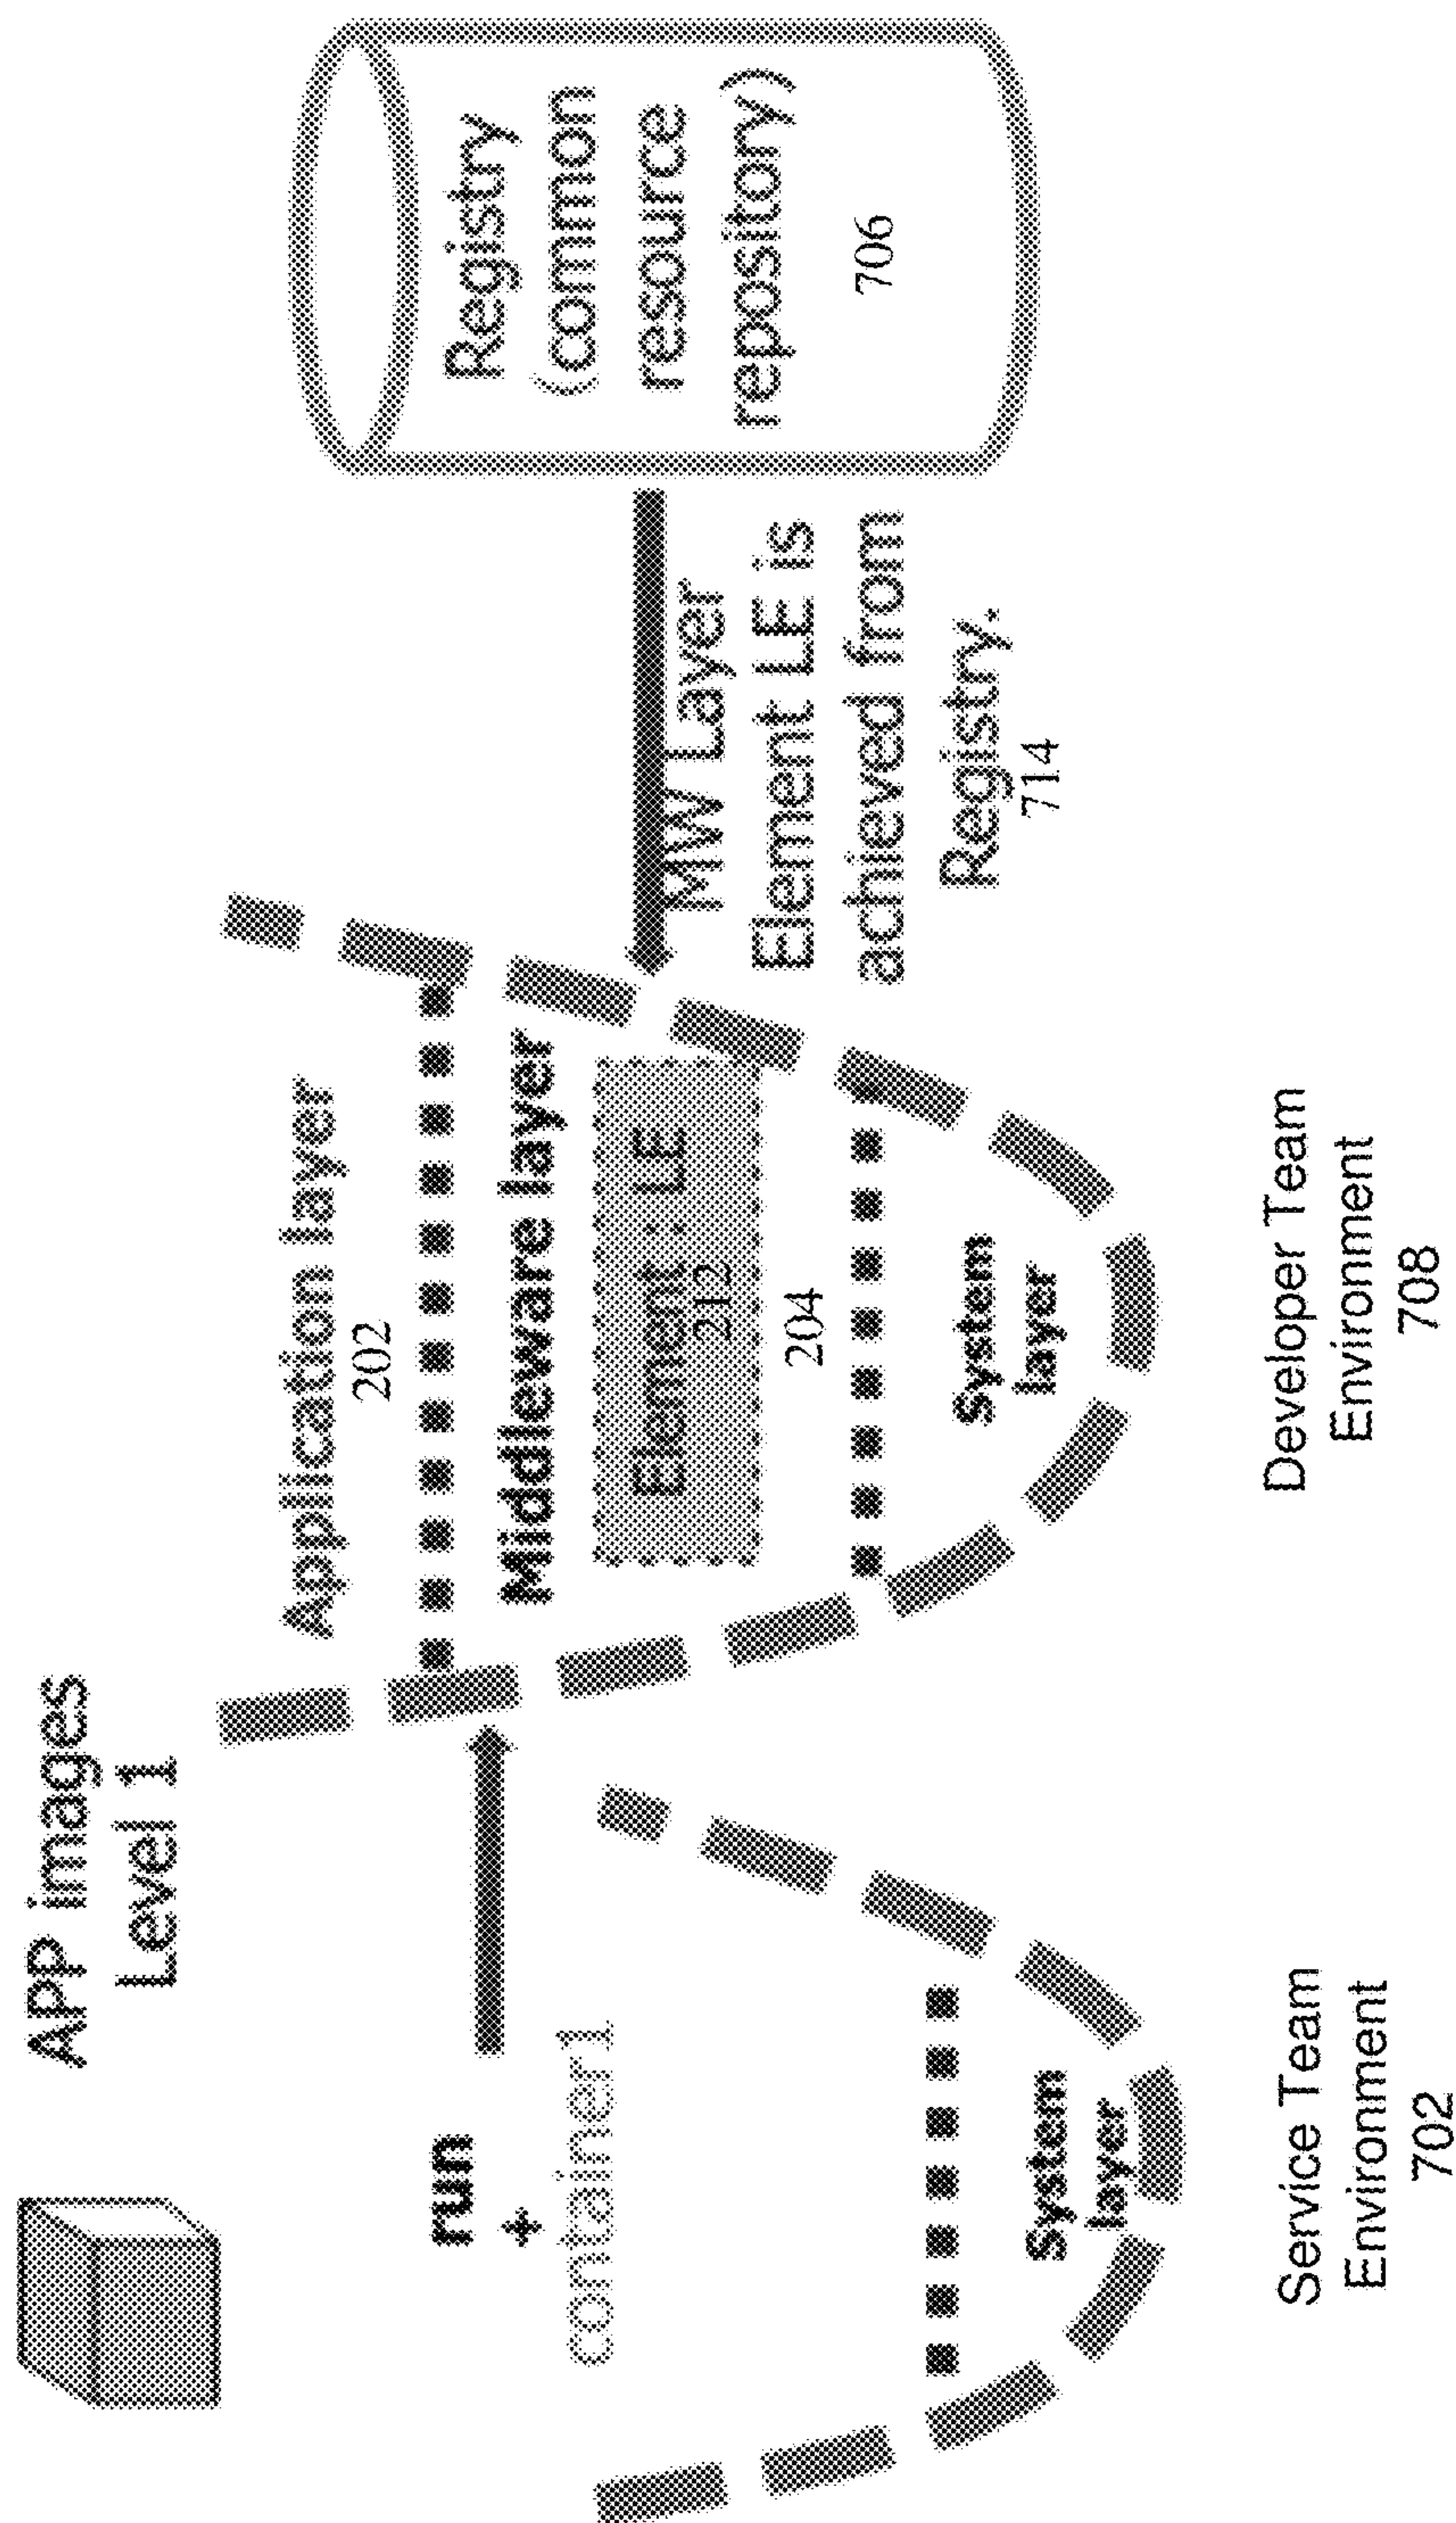 APP images
Level 1
run
+
container1
System
layer
Service Team
Environment
702
Application layer
202
Middleware layer
Element : LE
212
204
System
layer
Developer Team
Environment
708
MW Layer
Element LE is
achieved from
Registry.
714
Registry
(common
resource
repository)
706